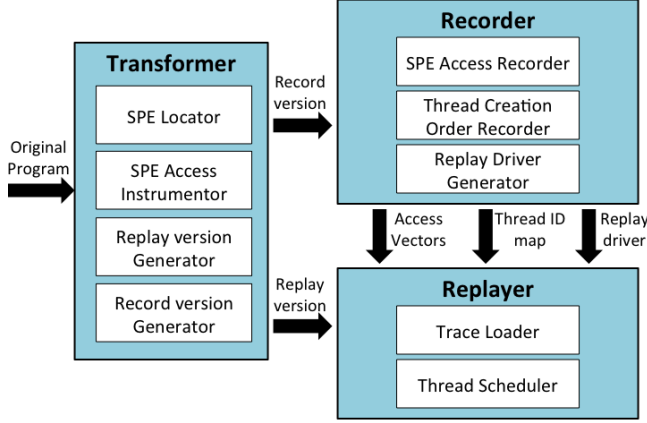 Original
Program
Transformer
SPE Locator
SPE Access
Instrumentor
Replay version
Generator
Record version
Generator
Record
version
Replay
version
Recorder
SPE Access Recorder
Thread Creation
Order Recorder
Replay Driver
Generator
Access
Vectors
Thread ID
map
Replay
driver
Replayer
Trace Loader
Thread Scheduler